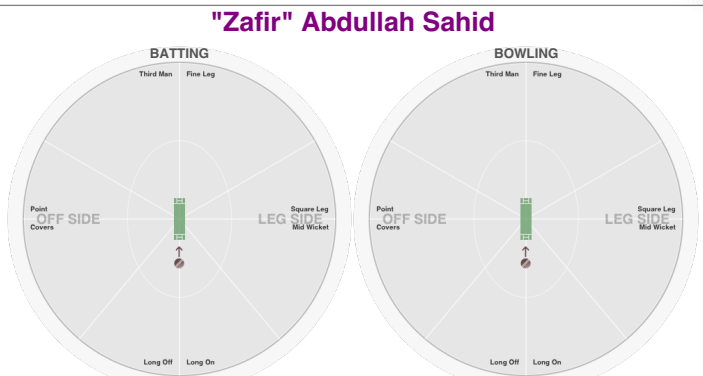 "Zafir" Abdullah Sahid
BATTING
Third Man Fine Leg
Point
OFF SIDE
Covers
Square Leg
LEG SIDE
Mid Wicket
Long Off Long On
BOWLING
Third Man Fine Leg
Point
OFF SIDE
Covers
Square Leg
LEG SIDE
Mid Wicket
Long Off Long On